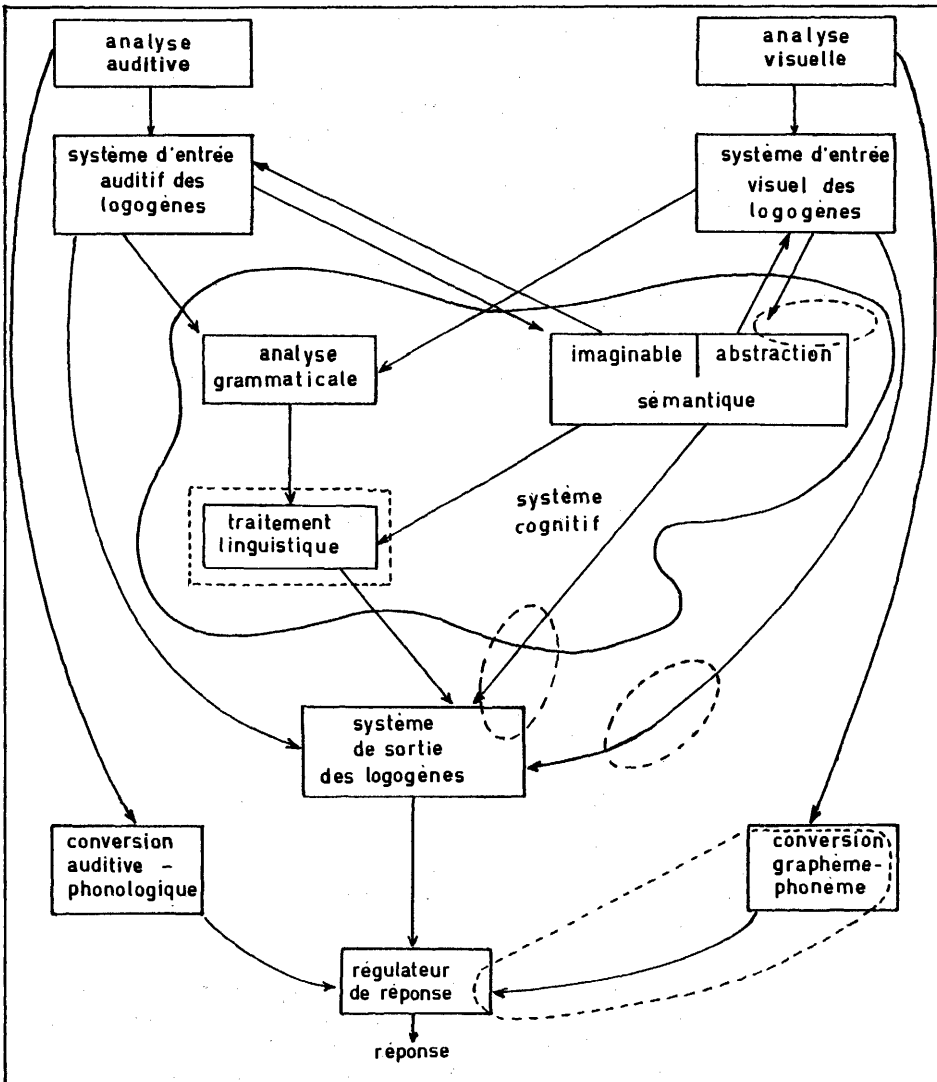 analyse
auditive
analyse
visuelle
système d'entrée
auditif des
logogènes
système d'entrée
visuel des
logogènes
analyse
grammaticale
imaginable
abstraction
sémantique
traitement
linguistique
système
cognitif
système
de sortie
des logogènes
conversion
auditive –
phonologique
conversion
graphème-
phonème
régulateur
de réponse
réponse